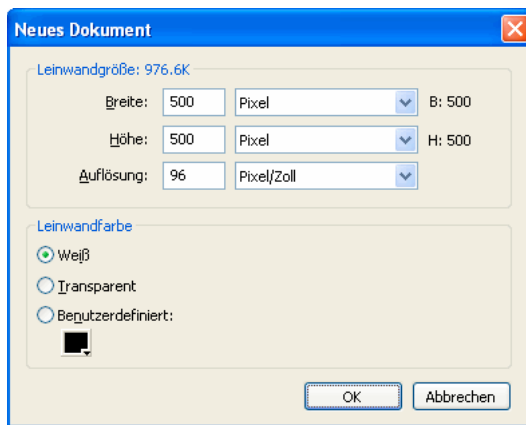 Neues Dokument
Leinwandgröße: 976.6K
Breite: 500 Pixel B: 500
Höhe: 500 Pixel H: 500
Auflösung: 96 Pixel/Zoll
Leinwandfarbe
Weiß
Transparent
Benutzerdefiniert:
OK Abbrechen